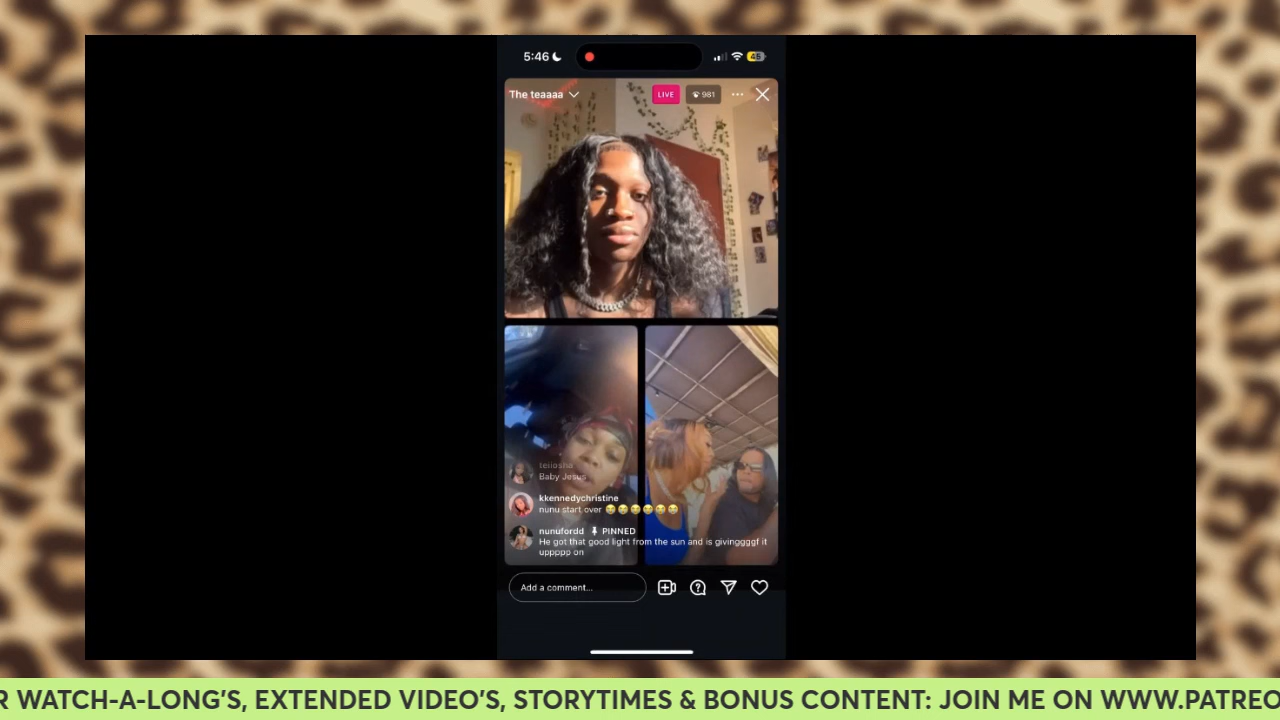 5:46
45
The teaaaa
LIVE
981
teiiosha
Baby Jesus
kkennedychristine
nunu start over 😂😂😂😂😂😂
nunufordd PINNED
He got that good light from the sun and is givinggggf it
uppppp on
Add a comment...
R WATCH-A-LONG'S, EXTENDED VIDEO'S, STORYTIMES & BONUS CONTENT: JOIN ME ON WWW.PATREO